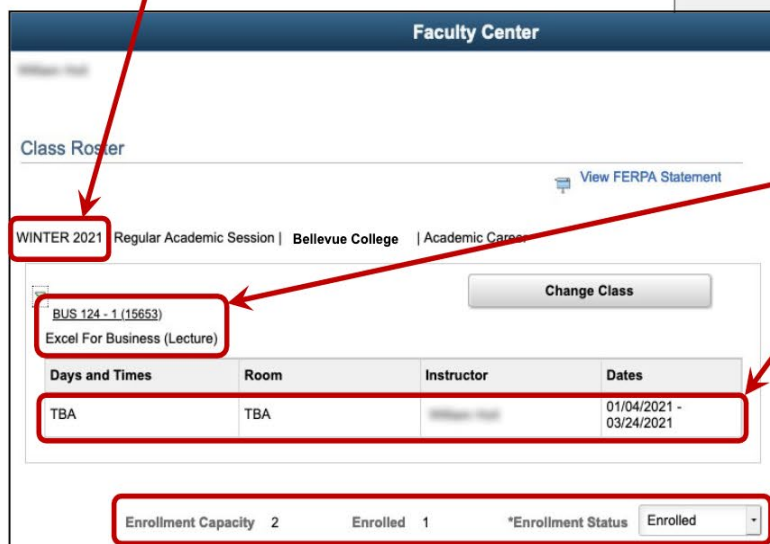 Faculty Center
Class Roster
View FERPA Statement
WINTER 2021 Regular Academic Session | Bellevue College | Academic Career
Change Class
BUS 124 - 1 (15653)
Excel For Business (Lecture)
Days and Times Room Instructor Dates
TBA TBA 01/04/2021 -
03/24/2021
Enrollment Capacity 2 Enrolled 1 *Enrollment Status Enrolled